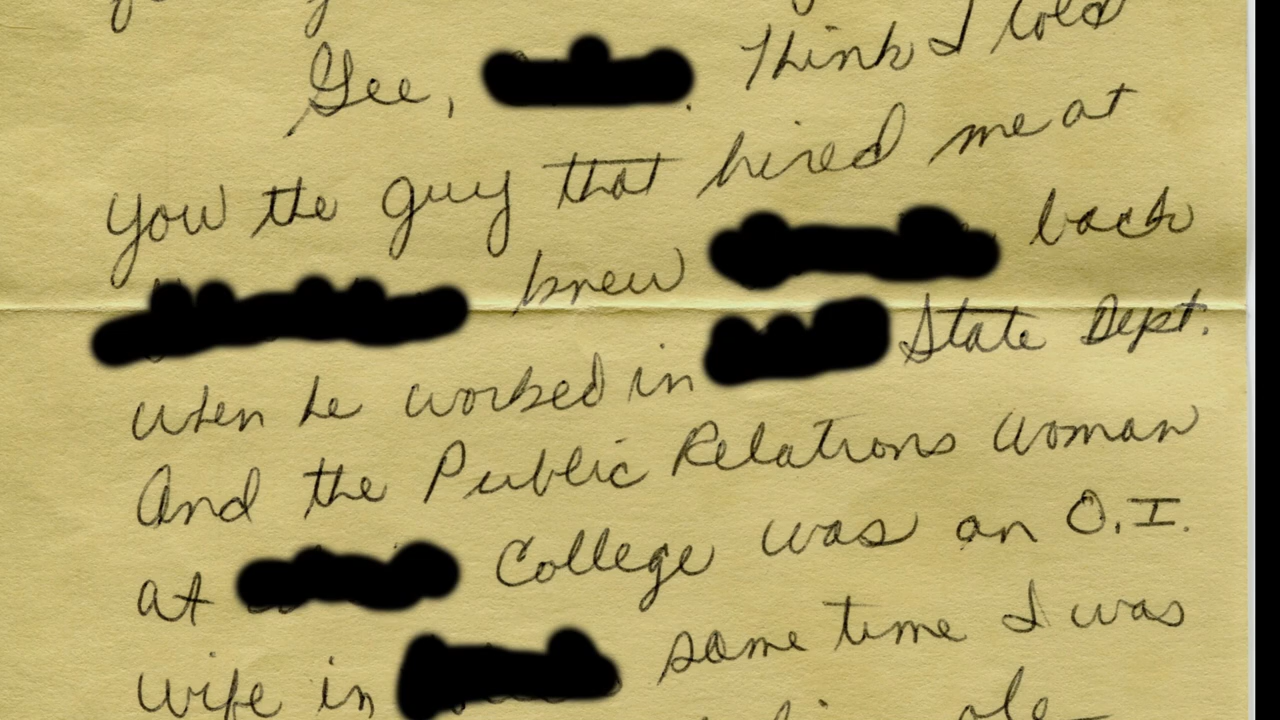 Gee, . Think I told
you the guy that hired me at
knew back
when he worked in State Dept.
And the Public Relations woman
at College was an O.I.
wife in same time I was